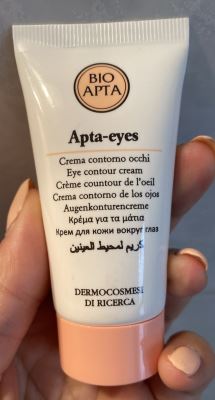 BIO
APTA
Apta-eyes
Crema contorno occhi
Eye contour cream
Crème countour de l'oeil
Crema contorno de los ojos
Augenkonturencreme
Κρέμα για τα μάτια
Крем для кожи вокруг глаз
كريم لمحيط العينين
DERMOCOSMESI
DI RICERCA